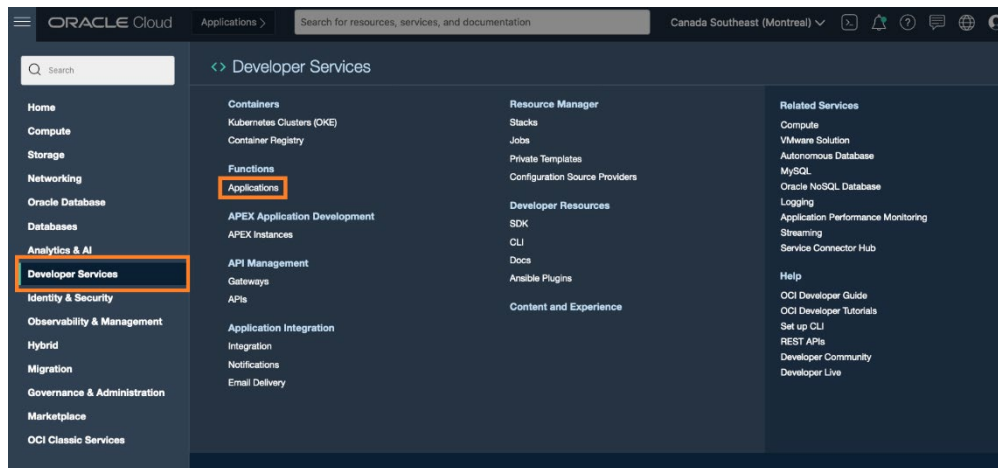 ORACLE Cloud
Applications >
Search for resources, services, and documentation
Canada Southeast (Montreal)
Search
Home
Compute
Storage
Networking
Oracle Database
Databases
Analytics & AI
Developer Services
Identity & Security
Observability & Management
Hybrid
Migration
Governance & Administration
Marketplace
OCI Classic Services
<> Developer Services
Containers
Kubernetes Clusters (OKE)
Container Registry
Functions
Applications
APEX Application Development
APEX Instances
API Management
Gateways
APIs
Application Integration
Integration
Notifications
Email Delivery
Resource Manager
Stacks
Jobs
Private Templates
Configuration Source Providers
Developer Resources
SDK
CLI
Docs
Ansible Plugins
Content and Experience
Related Services
Compute
VMware Solution
Autonomous Database
MySQL
Oracle NoSQL Database
Logging
Application Performance Monitoring
Streaming
Service Connector Hub
Help
OCI Developer Guide
OCI Developer Tutorials
Set up CLI
REST APIs
Developer Community
Developer Live